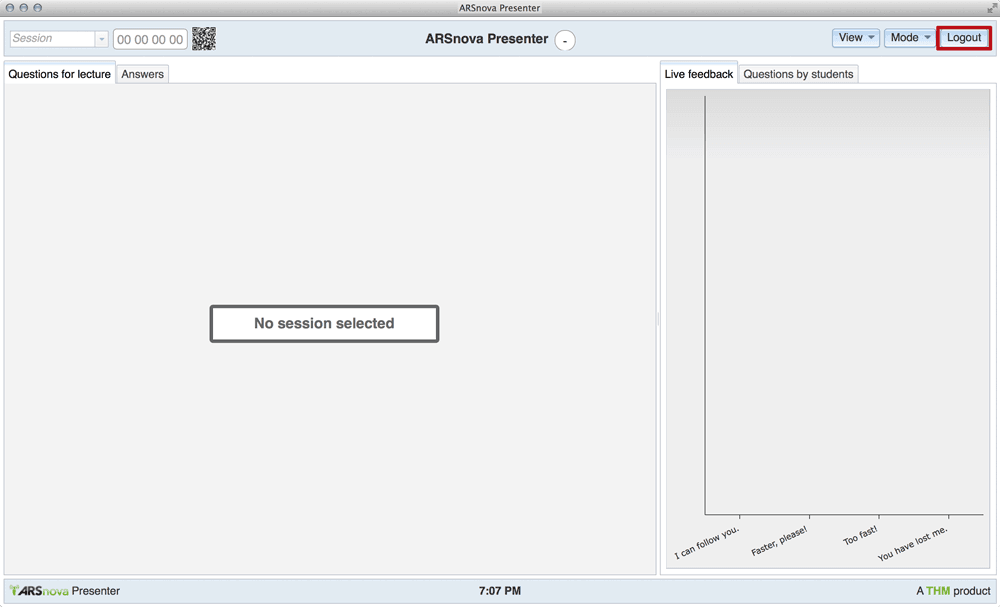 ARSnova Presenter
Session
00 00 00 00
ARSnova Presenter -
View
Mode
Logout
Questions for lecture
Answers
Live feedback
Questions by students
No session selected
I can follow you.
Faster, please!
Too fast!
You have lost me.
ARSnova Presenter
7:07 PM
A THM product